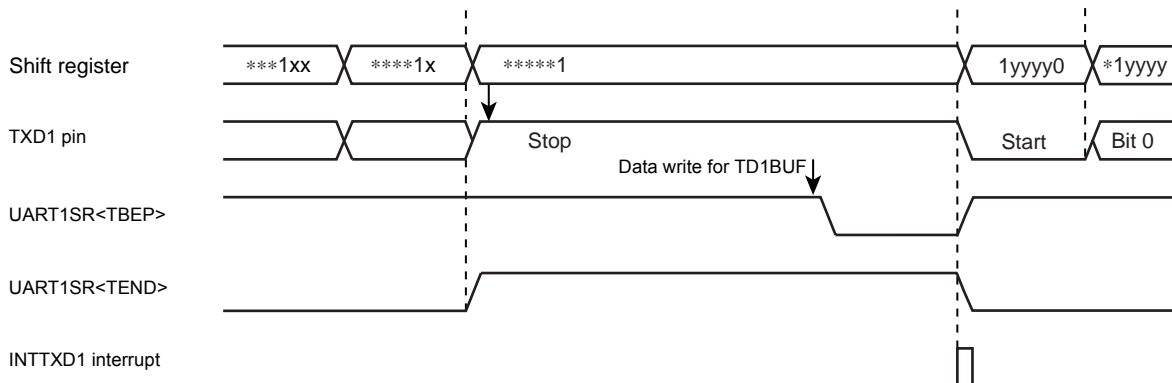 Shift register ***1xx ****1x *****1 1yyyy0 *1yyyy
TXD1 pin Stop Start Bit 0
Data write for TD1BUF
UART1SR<TBEP>
UART1SR<TEND>
INTTXD1 interrupt